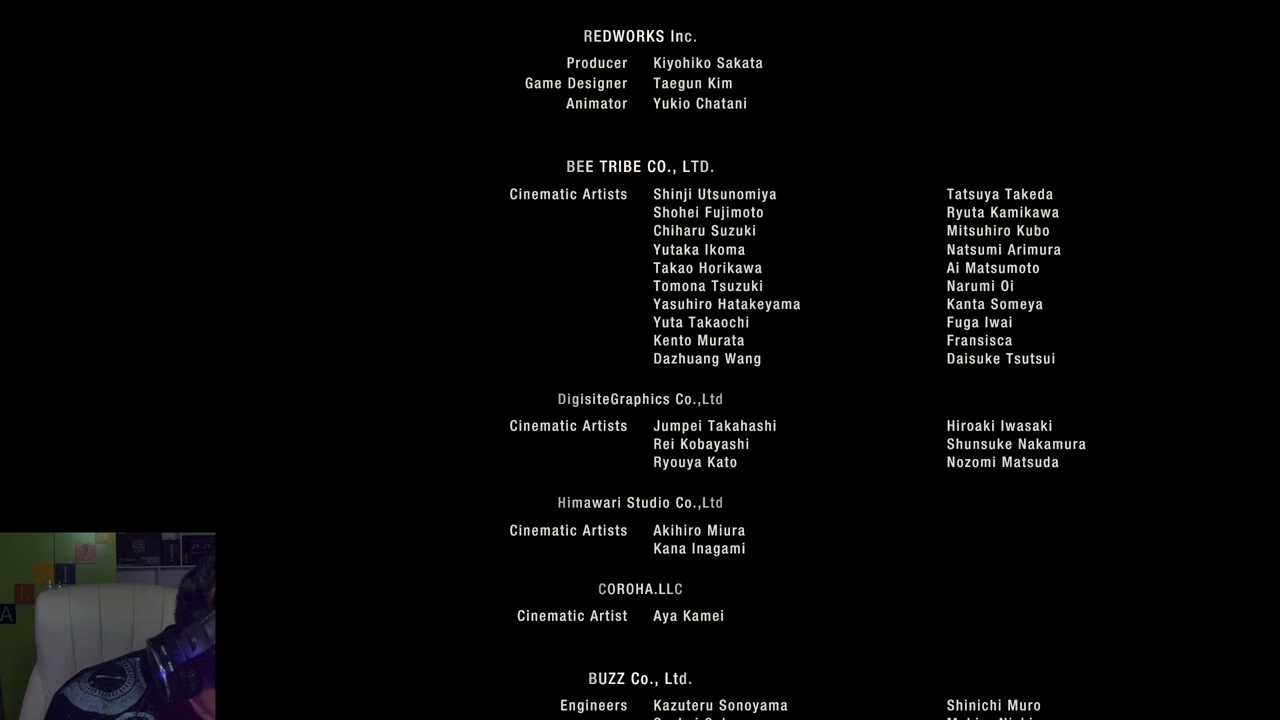 REDWORKS Inc.
Producer Kiyohiko Sakata
Game Designer Taegun Kim
Animator Yukio Chatani
BEE TRIBE CO., LTD.
Cinematic Artists Shinji Utsunomiya Tatsuya Takeda
Shohei Fujimoto Ryuta Kamikawa
Chiharu Suzuki Mitsuhiro Kubo
Yutaka Ikoma Natsumi Arimura
Takao Horikawa Ai Matsumoto
Tomona Tsuzuki Narumi Oi
Yasuhiro Hatakeyama Kanta Someya
Yuta Takaochi Fuga Iwai
Kento Murata Fransisca
Dazhuang Wang Daisuke Tsutsui
DigisiteGraphics Co.,Ltd
Cinematic Artists Jumpei Takahashi Hiroaki Iwasaki
Rei Kobayashi Shunsuke Nakamura
Ryouya Kato Nozomi Matsuda
Himawari Studio Co.,Ltd
Cinematic Artists Akihiro Miura
Kana Inagami
COROHA.LLC
Cinematic Artist Aya Kamei
BUZZ Co., Ltd.
Engineers Kazuteru Sonoyama Shinichi Muro